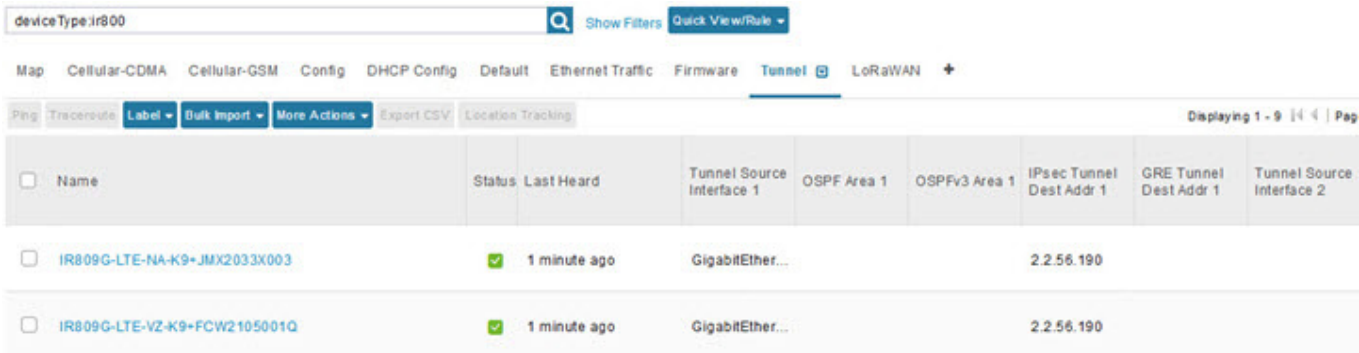 deviceType:ir800 Show Filters Quick View/Rule
Map Cellular-CDMA Cellular-GSM Config DHCP Config Default Ethernet Traffic Firmware Tunnel LoRaWAN +
Ping Traceroute Label Bulk Import More Actions Export CSV Location Tracking Displaying 1 - 9 | Pag
Name Status Last Heard Tunnel Source Interface 1 OSPF Area 1 OSPFv3 Area 1 IPsec Tunnel Dest Addr 1 GRE Tunnel Dest Addr 1 Tunnel Source Interface 2
IR809G-LTE-NA-K9+JMX2033X003 1 minute ago GigabitEther... 2.2.56.190
IR809G-LTE-VZ-K9+FCW2105001Q 1 minute ago GigabitEther... 2.2.56.190